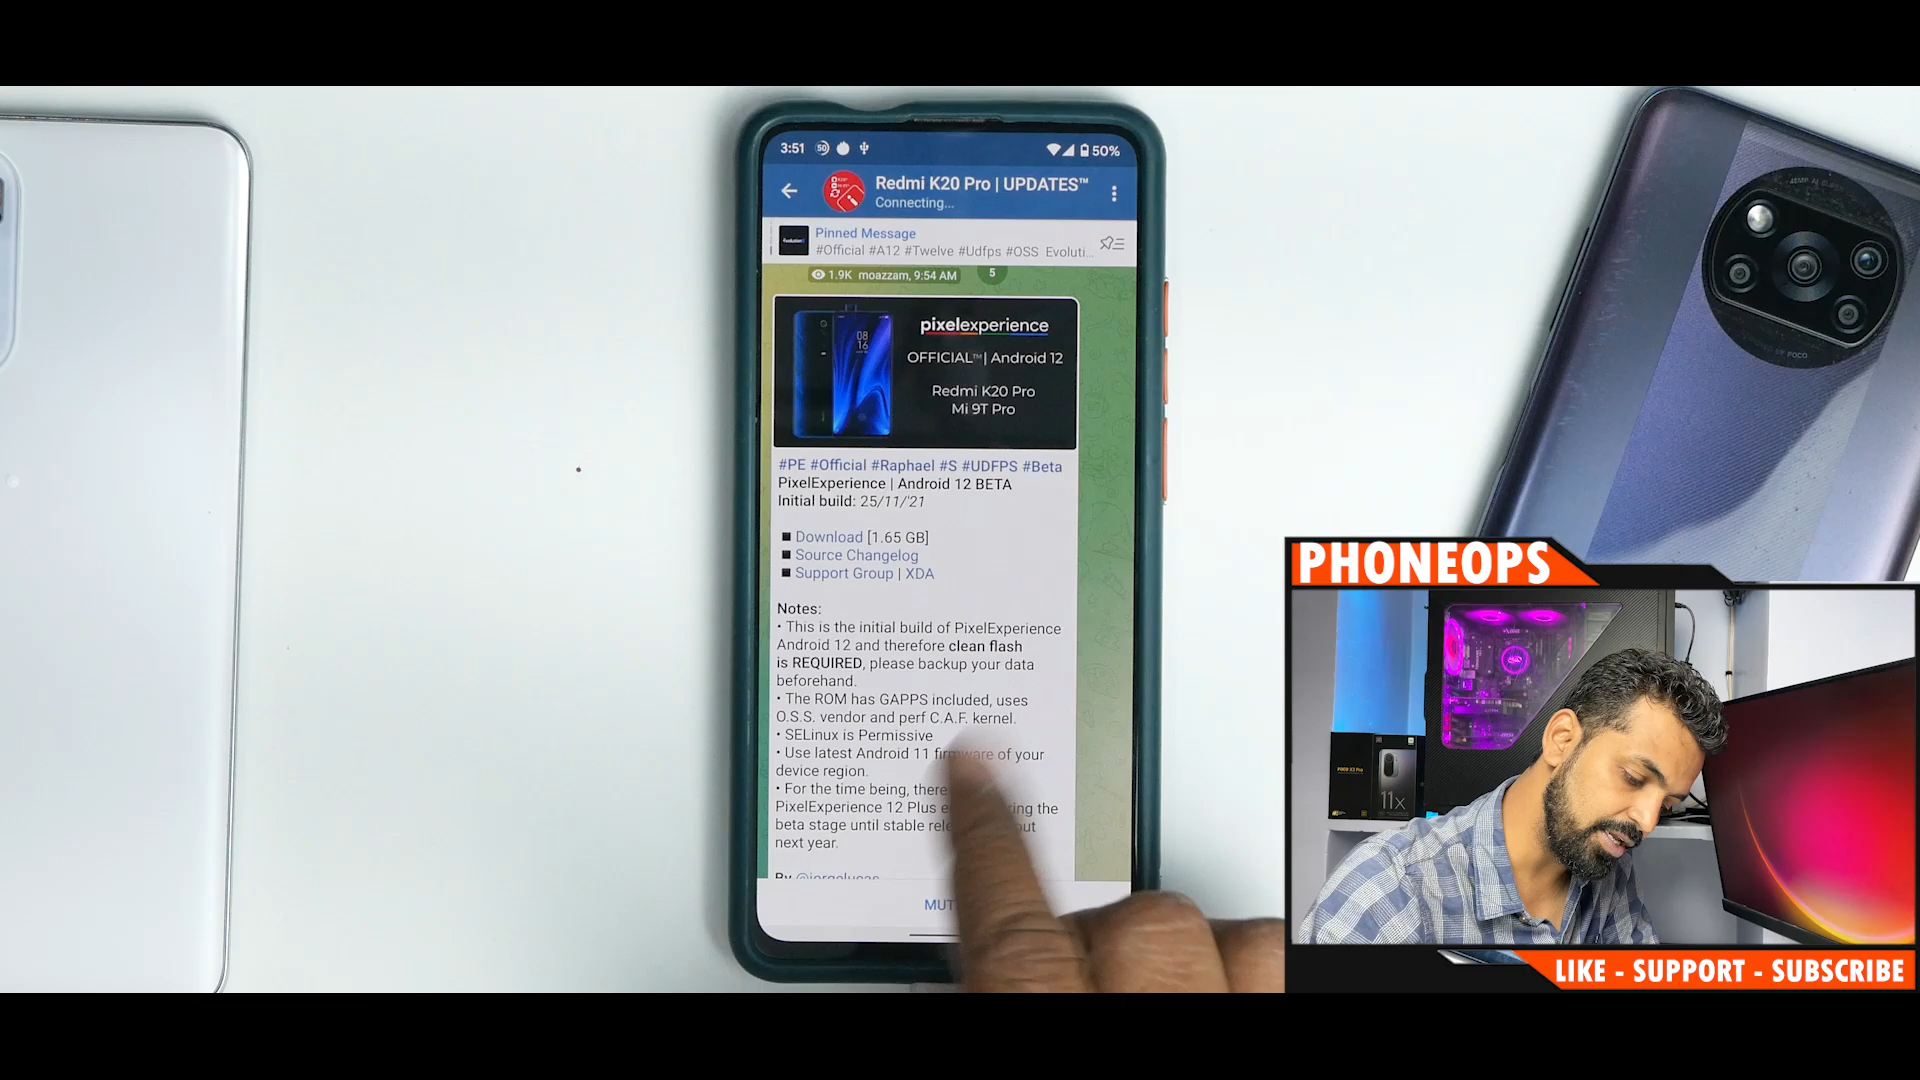 3:51 50 50%
Redmi K20 Pro | UPDATES™
Connecting...
Pinned Message
#Official #A12 #Twelve #Udfps #OSS Evoluti...
1.9K moazzam, 9:54 AM
5
08
16
pixelexperience
OFFICIAL™ | Android 12
Redmi K20 Pro
Mi 9T Pro
#PE #Official #Raphael #S #UDFPS #Beta
PixelExperience | Android 12 BETA
Initial build: 25/11/'21
Download [1.65 GB]
Source Changelog
Support Group | XDA
Notes:
• This is the initial build of PixelExperience
Android 12 and therefore clean flash
is REQUIRED, please backup your data
beforehand.
• The ROM has GAPPS included, uses
O.S.S. vendor and perf C.A.F. kernel.
• SELinux is Permissive
• Use latest Android 11 firmware of your
device region.
• For the time being, there
PixelExperience 12 Plus the
beta stage until stable
next year.
By @jorgelucas
PHONEOPS
11x
LIKE - SUPPORT - SUBSCRIBE